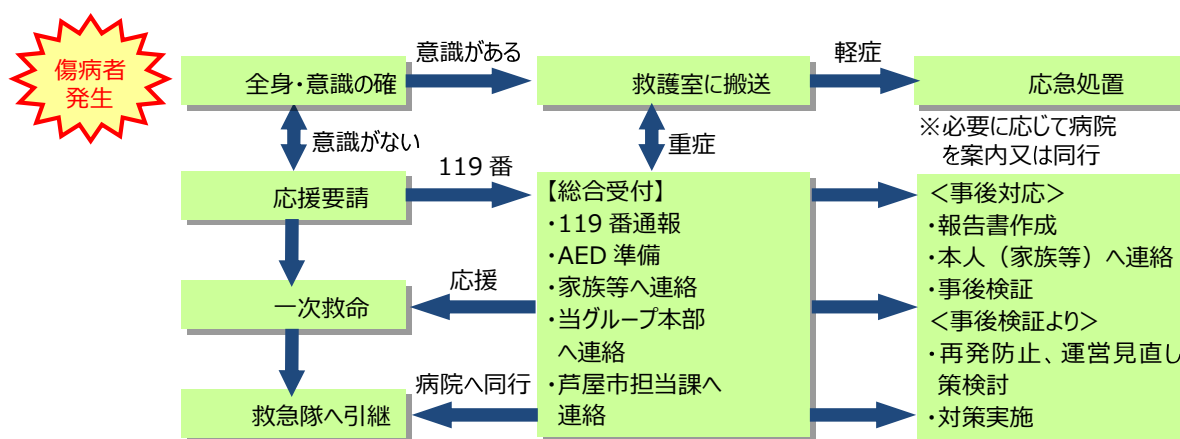 傷病者
発生
全身・意識の確
意識がある
救護室に搬送
軽症
応急処置
※必要に応じて病院
を案内又は同行
意識がない
重症
応援要請
119 番
【総合受付】
・119 番通報
・AED 準備
・家族等へ連絡
・当グループ本部
へ連絡
・芦屋市担当課へ
連絡
<事後対応>
・報告書作成
・本人（家族等）へ連絡
・事後検証
<事後検証より>
・再発防止、運営見直し
策検討
・対策実施
一次救命
応援
病院へ同行
救急隊へ引継